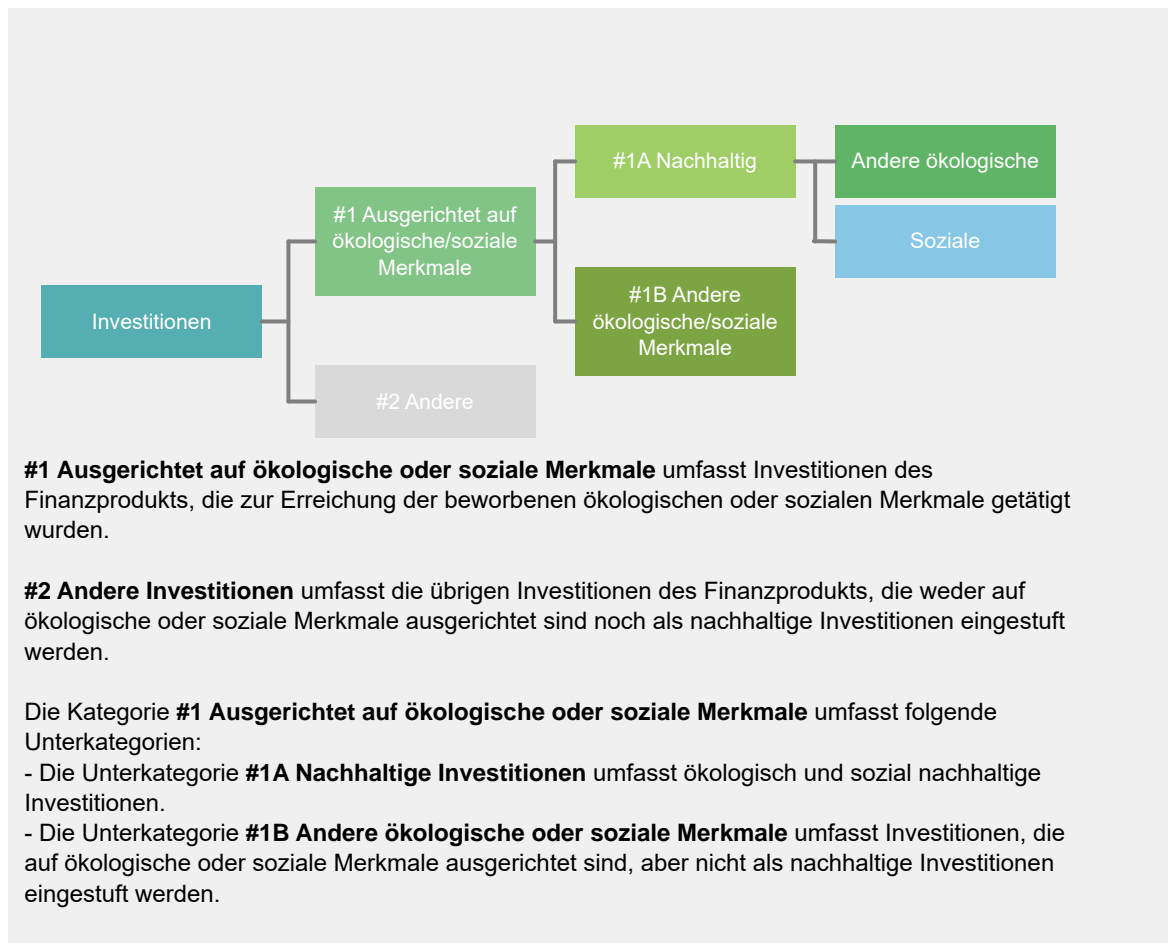 #1A Nachhaltig
Andere ökologische
#1 Ausgerichtet auf
ökologische/soziale
Merkmale
Soziale
Investitionen
#1B Andere
ökologische/soziale
Merkmale
#2 Andere
#1 Ausgerichtet auf ökologische oder soziale Merkmale umfasst Investitionen des
Finanzprodukts, die zur Erreichung der beworbenen ökologischen oder sozialen Merkmale getätigt
wurden.
#2 Andere Investitionen umfasst die übrigen Investitionen des Finanzprodukts, die weder auf
ökologische oder soziale Merkmale ausgerichtet sind noch als nachhaltige Investitionen eingestuft
werden.
Die Kategorie #1 Ausgerichtet auf ökologische oder soziale Merkmale umfasst folgende
Unterkategorien:
- Die Unterkategorie #1A Nachhaltige Investitionen umfasst ökologisch und sozial nachhaltige
Investitionen.
- Die Unterkategorie #1B Andere ökologische oder soziale Merkmale umfasst Investitionen, die
auf ökologische oder soziale Merkmale ausgerichtet sind, aber nicht als nachhaltige Investitionen
eingestuft werden.